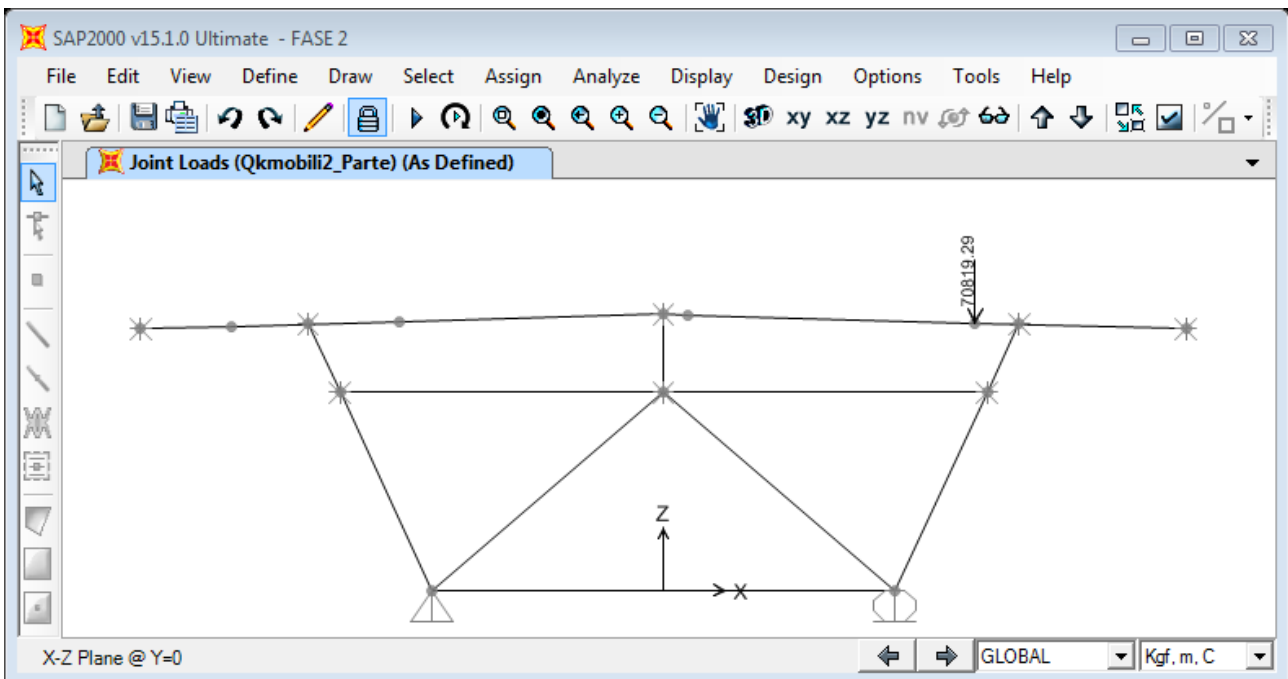 SAP2000 v15.1.0 Ultimate - FASE 2
File Edit View Define Draw Select Assign Analyze Display Design Options Tools Help
3D xy xz yz nv
Joint Loads (Qkmobili2_Parte) (As Defined)
70819.29
Z
X
X-Z Plane @ Y=0
GLOBAL
Kgf, m, C